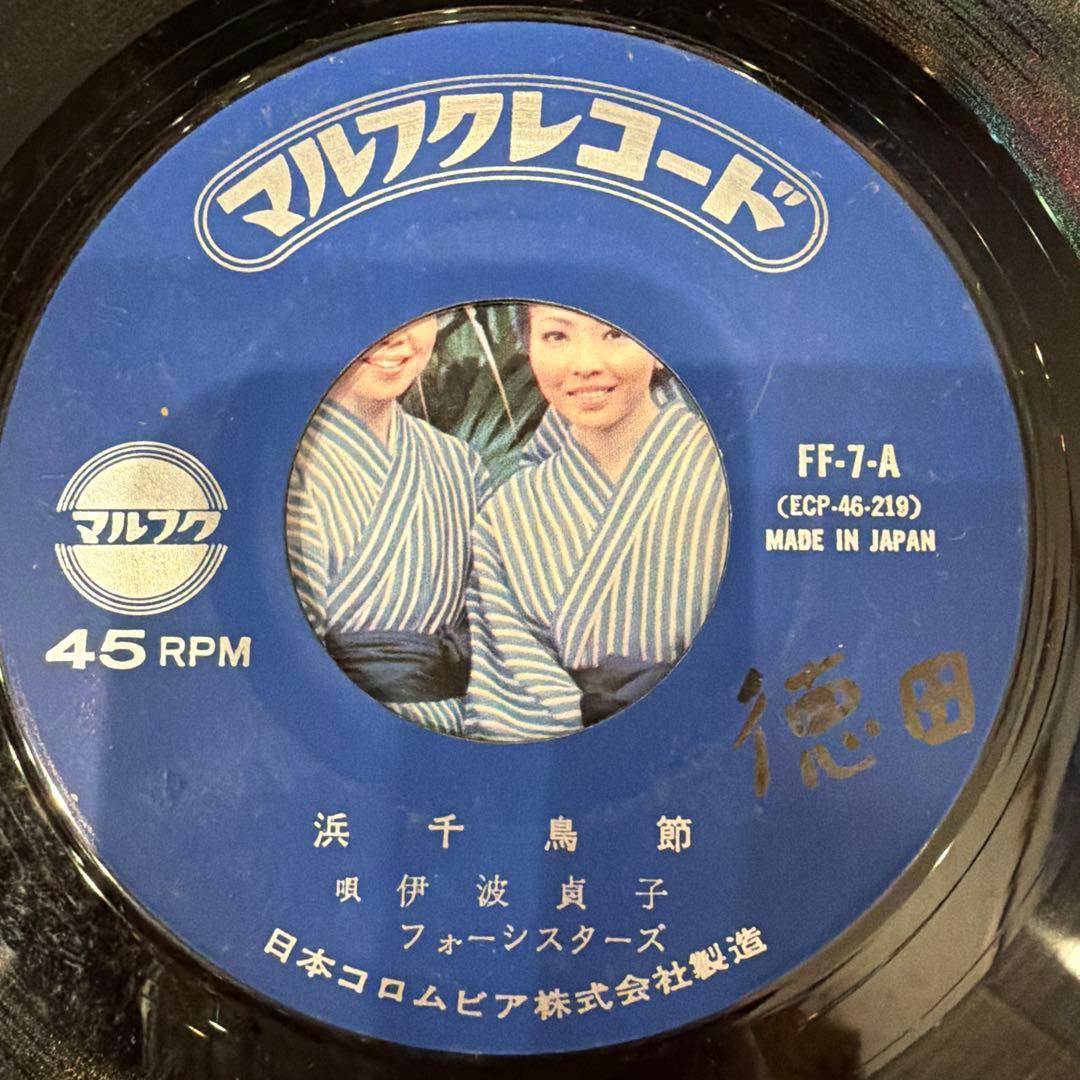 マルフクレコード
マルフク
45 RPM
FF-7-A
(ECP-46-219)
MADE IN JAPAN
徳田
浜千鳥節
唄 伊波貞子
フォーシスターズ
日本コロムビア株式会社製造